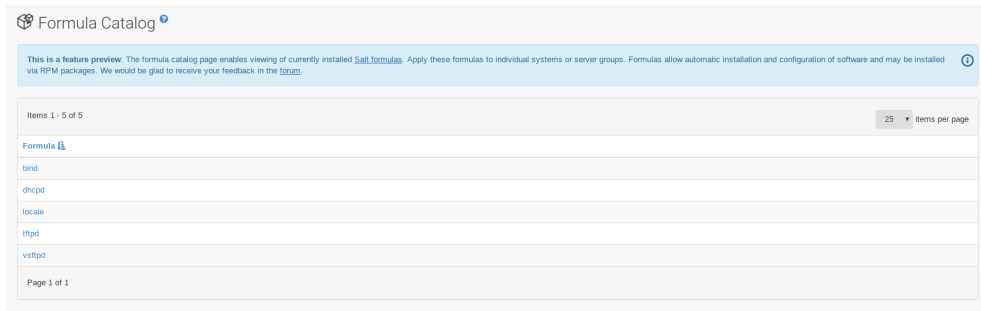 Formula Catalog
This is a feature preview: The formula catalog page enables viewing of currently installed Salt formulas. Apply these formulas to individual systems or server groups. Formulas allow automatic installation and configuration of software and may be installed
via RPM packages. We would be glad to receive your feedback in the forum.
Items 1 - 5 of 5
25 items per page
Formula
bind
dhcpd
locale
tftpd
vsftpd
Page 1 of 1